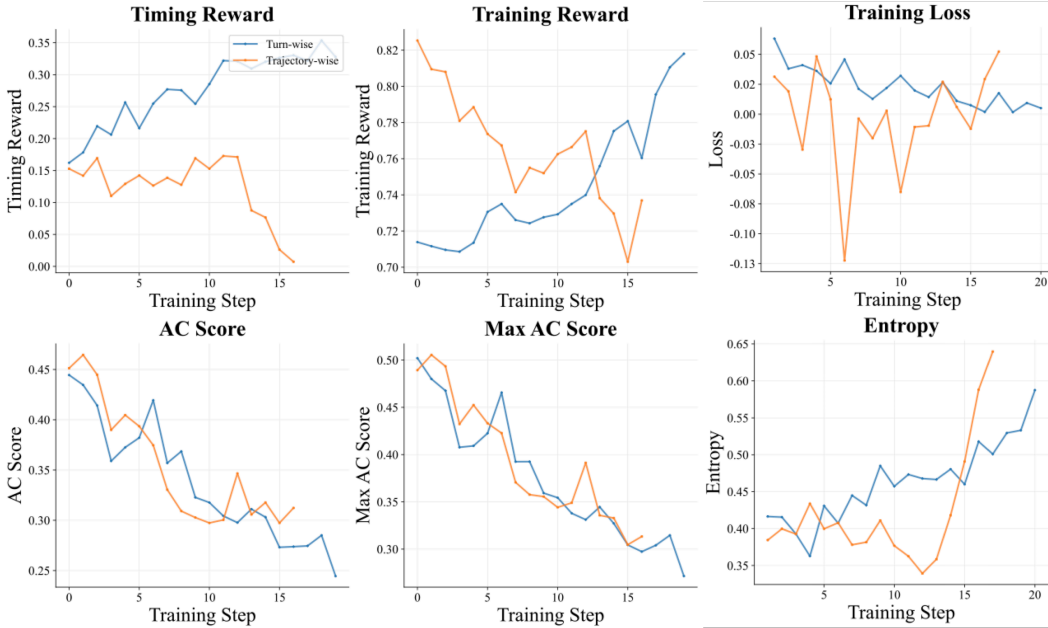 Timing Reward
Timing Reward
0.35
0.30
0.25
0.20
0.15
0.10
0.05
0.00
Turn-wise
Trajectory-wise
0 5 10 15
Training Step
Training Reward
Training Reward
0.82
0.80
0.78
0.76
0.74
0.72
0.70
0 5 10 15
Training Step
Training Loss
Loss
0.05
0.02
0.00
-0.03
-0.05
-0.08
-0.10
-0.13
5 10 15 20
Training Step
AC Score
AC Score
0.45
0.40
0.35
0.30
0.25
0 5 10 15
Training Step
Max AC Score
Max AC Score
0.50
0.45
0.40
0.35
0.30
0 5 10 15
Training Step
Entropy
Entropy
0.65
0.60
0.55
0.50
0.45
0.40
0.35
5 10 15 20
Training Step